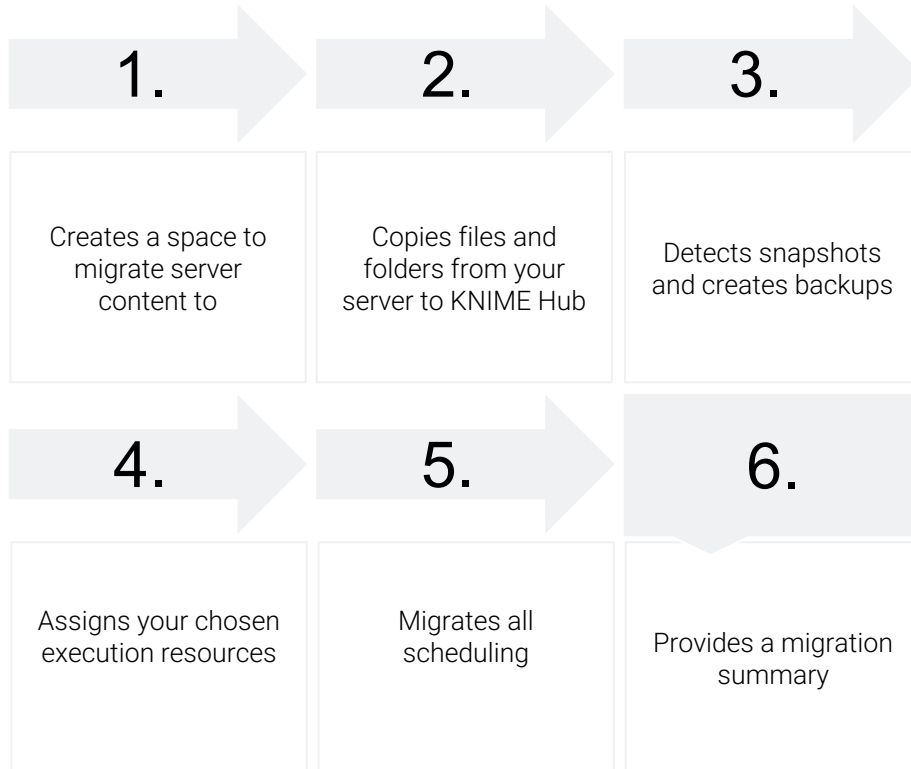 1.
2.
3.
Creates a space to
migrate server
content to
Copies files and
folders from your
server to KNIME Hub
Detects snapshots
and creates backups
4.
5.
6.
Assigns your chosen
execution resources
Migrates all
scheduling
Provides a migration
summary